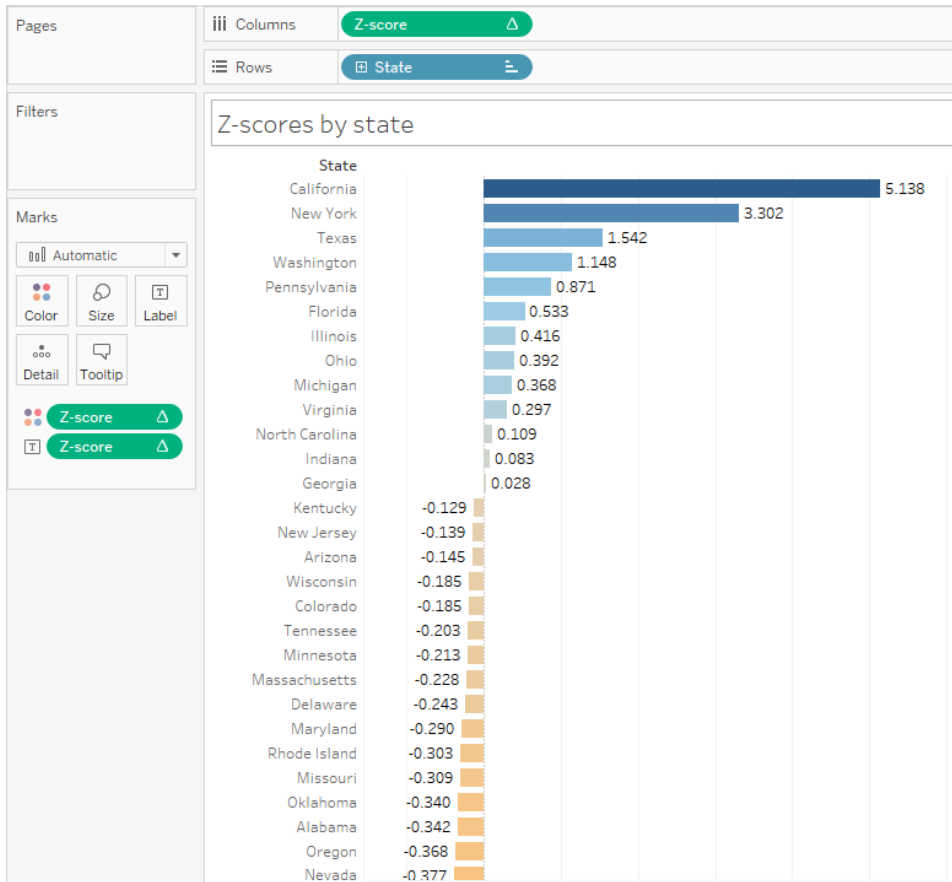 Pages
Columns
Z-score
Rows
State
Filters
Marks
Automatic
Color
Size
Label
Detail
Tooltip
Z-score
Z-score
Z-scores by state
State
California 5.138
New York 3.302
Texas 1.542
Washington 1.148
Pennsylvania 0.871
Florida 0.533
Illinois 0.416
Ohio 0.392
Michigan 0.368
Virginia 0.297
North Carolina 0.109
Indiana 0.083
Georgia 0.028
Kentucky -0.129
New Jersey -0.139
Arizona -0.145
Wisconsin -0.185
Colorado -0.185
Tennessee -0.203
Minnesota -0.213
Massachusetts -0.228
Delaware -0.243
Maryland -0.290
Rhode Island -0.303
Missouri -0.309
Oklahoma -0.340
Alabama -0.342
Oregon -0.368
Nevada -0.377